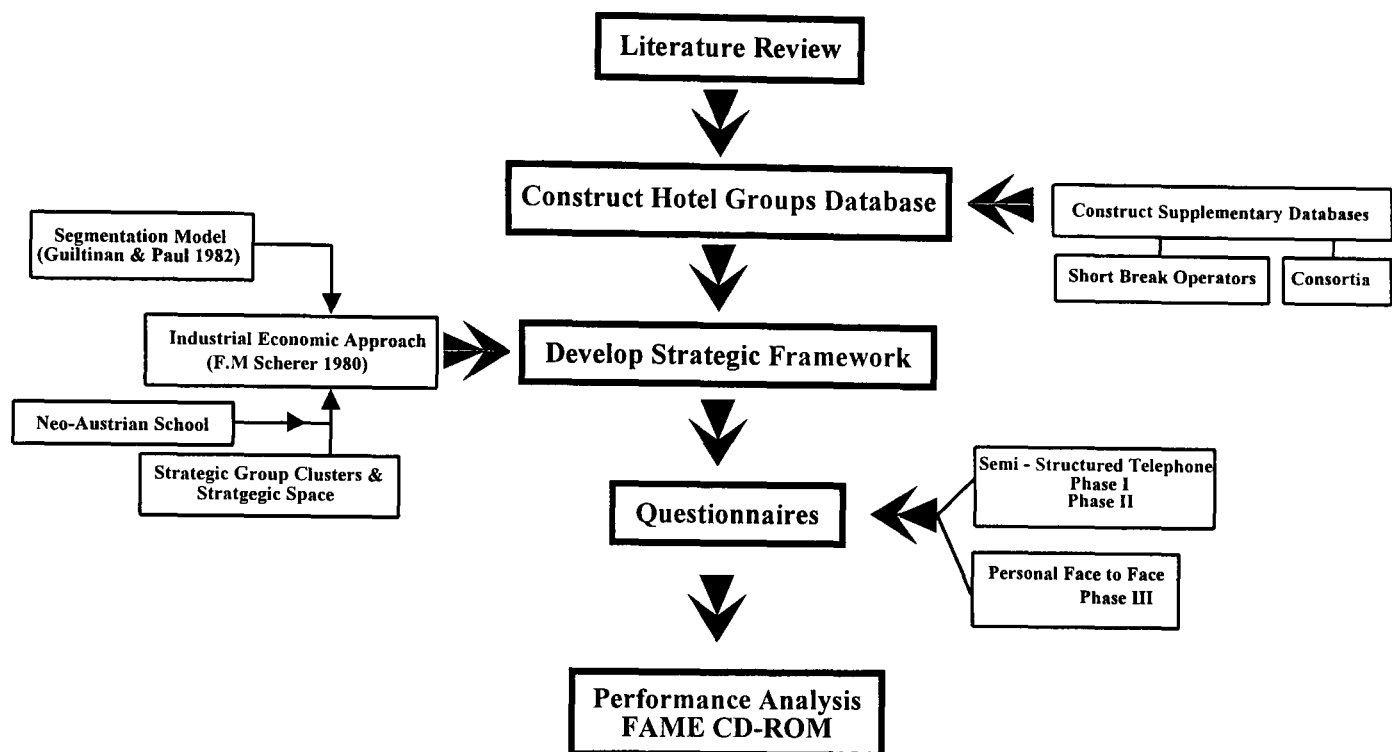 Literature Review
Construct Hotel Groups Database
Construct Supplementary Databases
Short Break Operators
Consortia
Segmentation Model
(Guiltinan & Paul 1982)
Industrial Economic Approach
(F.M Scherer 1980)
Develop Strategic Framework
Neo-Austrian School
Strategic Group Clusters &
Stratgegic Space
Semi - Structured Telephone
Phase I
Phase II
Questionnaires
Personal Face to Face
Phase III
Performance Analysis
FAME CD-ROM